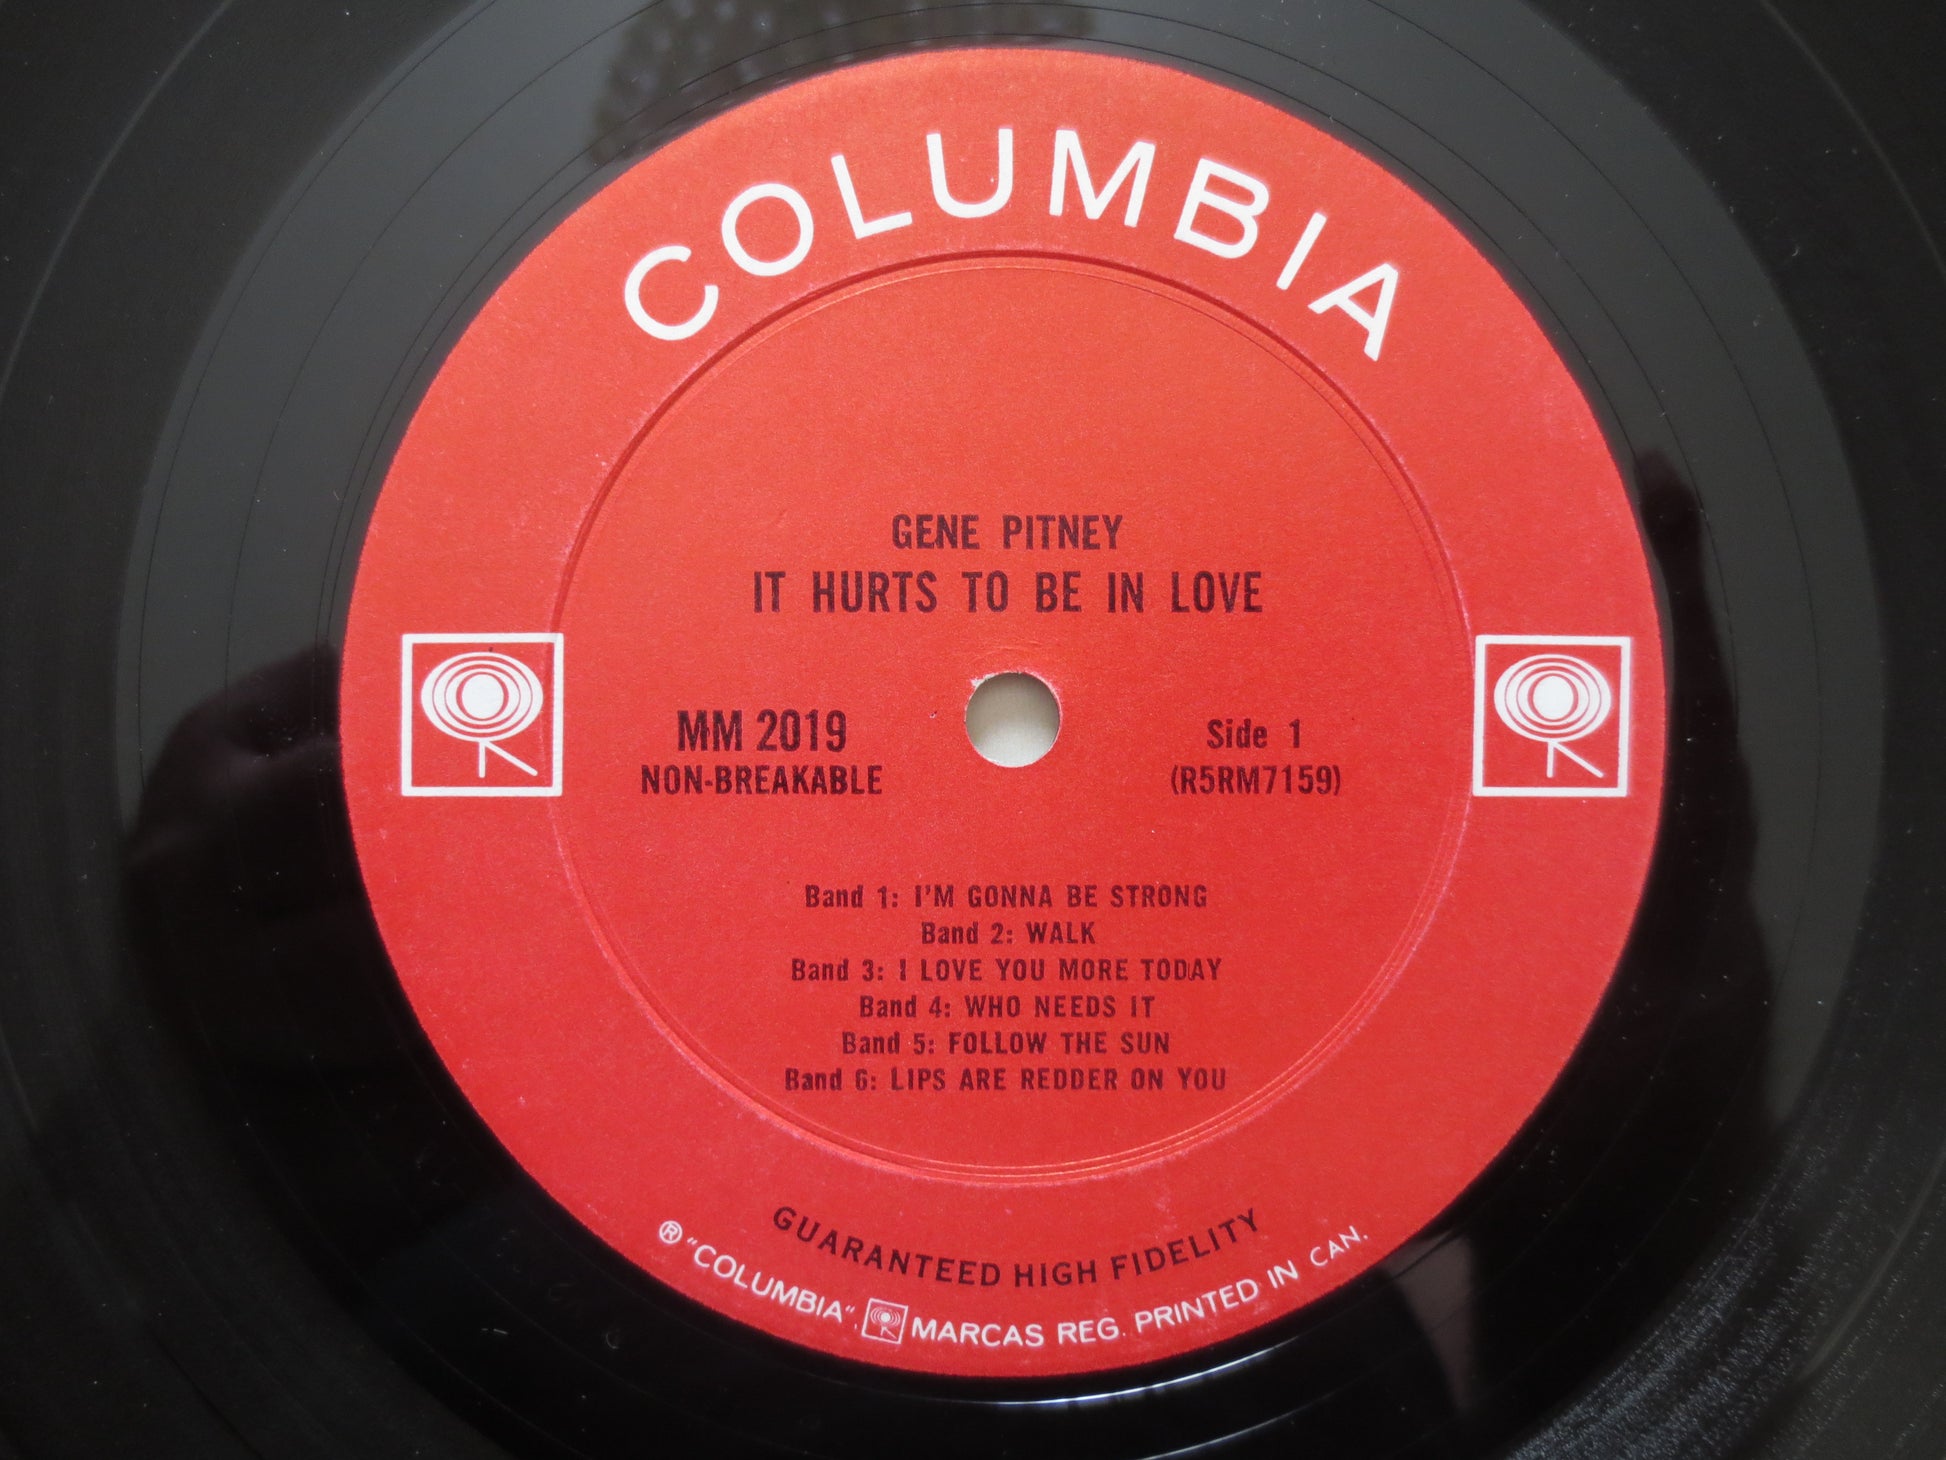 COLUMBIA
GENE PITNEY
IT HURTS TO BE IN LOVE
MM 2019
NON-BREAKABLE
Side 1
(R5RM7159)
Band 1: I'M GONNA BE STRONG
Band 2: WALK
Band 3: I LOVE YOU MORE TODAY
Band 4: WHO NEEDS IT
Band 5: FOLLOW THE SUN
Band 6: LIPS ARE REDDER ON YOU
GUARANTEED HIGH FIDELITY
® "COLUMBIA", MARCAS REG. PRINTED IN CAN.